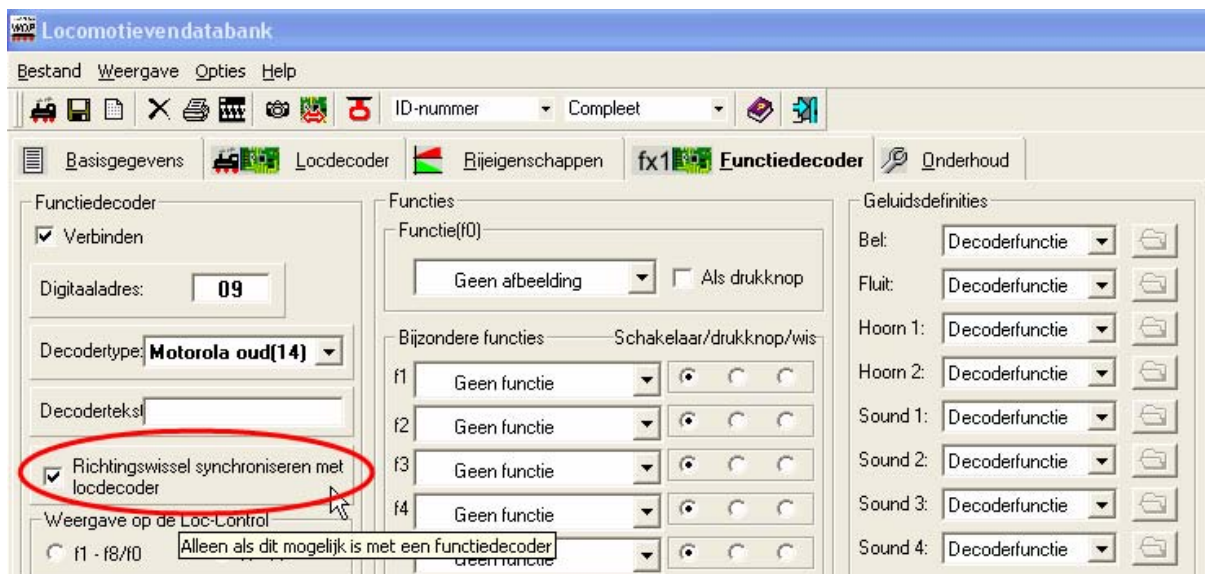 Locomotievendatabank
Bestand Weergave Opties Help
ID-nummer Compleet
Basisgegevens Locdecoder Rijeigenschappen fx1 Functiedecoder Onderhoud
Functiedecoder
Verbinden
Digitaaladres: 09
Decodertype: Motorola oud(14)
Decodertekst
Richtingswissel synchroniseren met
locdecoder
Weergave op de Loc-Control
f1 - f8/f0
Alleen als dit mogelijk is met een functiedecoder
Functies
Functie(f0)
Geen afbeelding Als drukknop
Bijzondere functies Schakelaar/drukknop/wis
f1 Geen functie
f2 Geen functie
f3 Geen functie
f4 Geen functie
Geen functie
Geluidsdefinities
Bel: Decoderfunctie
Fluit: Decoderfunctie
Hoorn 1: Decoderfunctie
Hoorn 2: Decoderfunctie
Sound 1: Decoderfunctie
Sound 2: Decoderfunctie
Sound 3: Decoderfunctie
Sound 4: Decoderfunctie